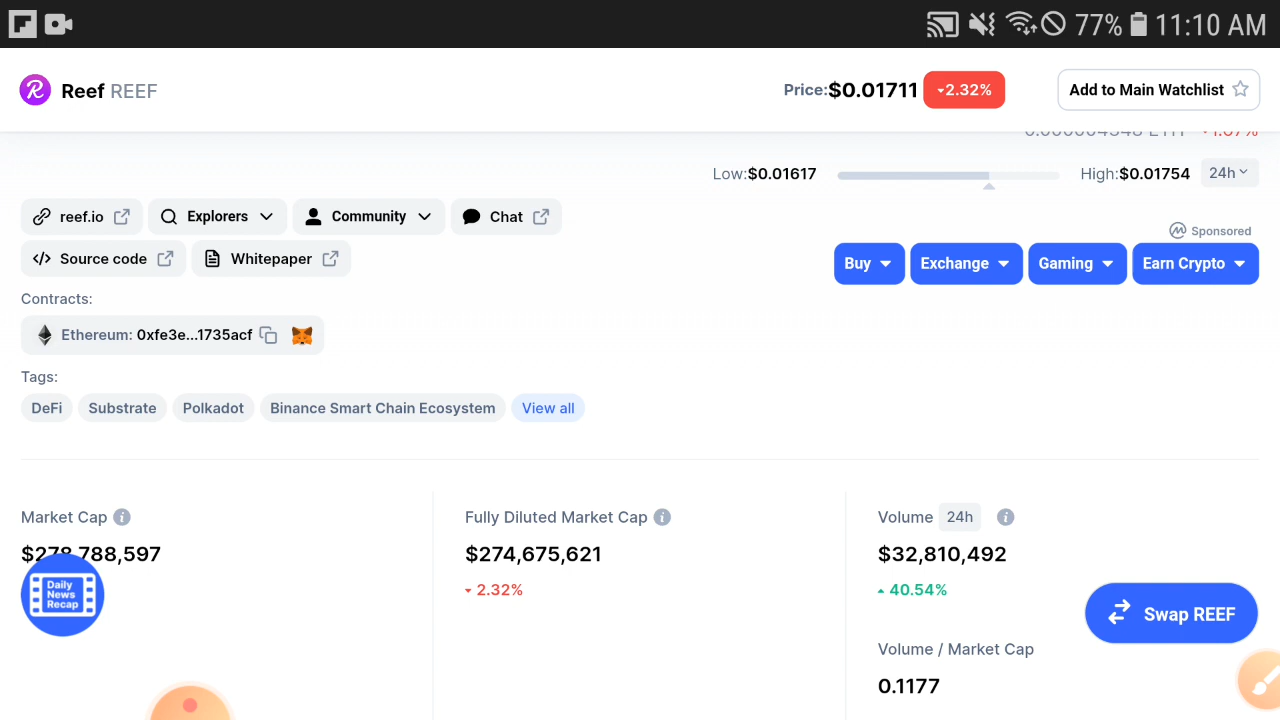 77% 11:10 AM
Reef REEF
Price:$0.01711 2.32% Add to Main Watchlist
Low:$0.01617 High:$0.01754 24h
reef.io Explorers Community Chat
Sponsored
Source code Whitepaper
Buy Exchange Gaming Earn Crypto
Contracts:
Ethereum: 0xfe3e...1735acf
Tags:
DeFi Substrate Polkadot Binance Smart Chain Ecosystem View all
Market Cap Fully Diluted Market Cap Volume 24h
$278,788,597 $274,675,621 $32,810,492
2.32% 40.54%
Daily
News
Recap
Swap REEF
Volume / Market Cap
0.1177